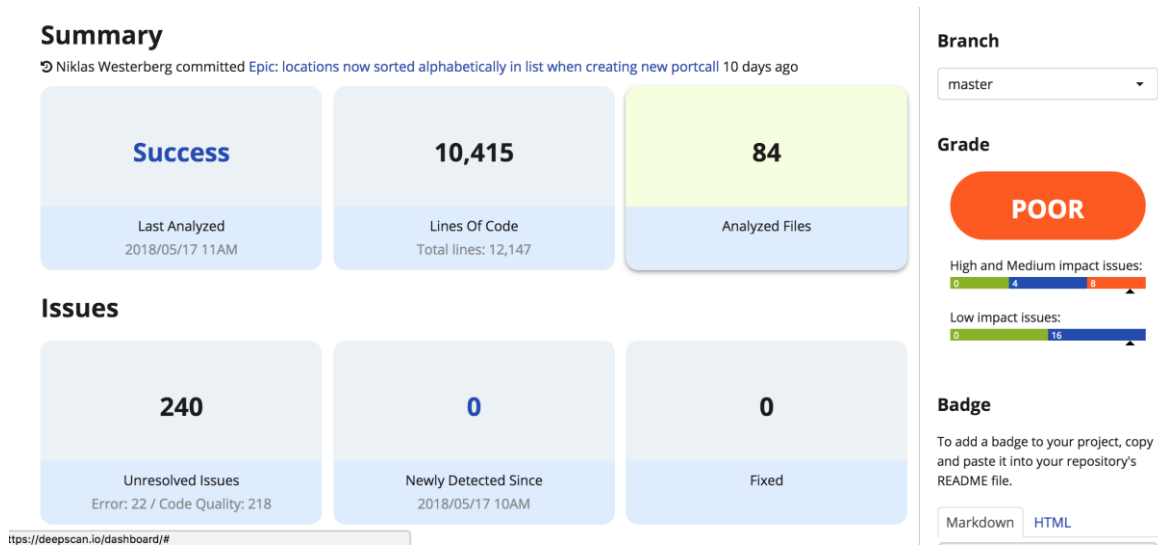 Summary
Niklas Westerberg committed Epic: locations now sorted alphabetically in list when creating new portcall 10 days ago
Success
Last Analyzed
2018/05/17 11AM
10,415
Lines Of Code
Total lines: 12,147
84
Analyzed Files
Issues
240
Unresolved Issues
Error: 22 / Code Quality: 218
0
Newly Detected Since
2018/05/17 10AM
0
Fixed
Branch
master
Grade
POOR
High and Medium impact issues:
0 4 8
Low impact issues:
0 16
Badge
To add a badge to your project, copy
and paste it into your repository's
README file.
Markdown HTML
ttps://deepscan.io/dashboard/#